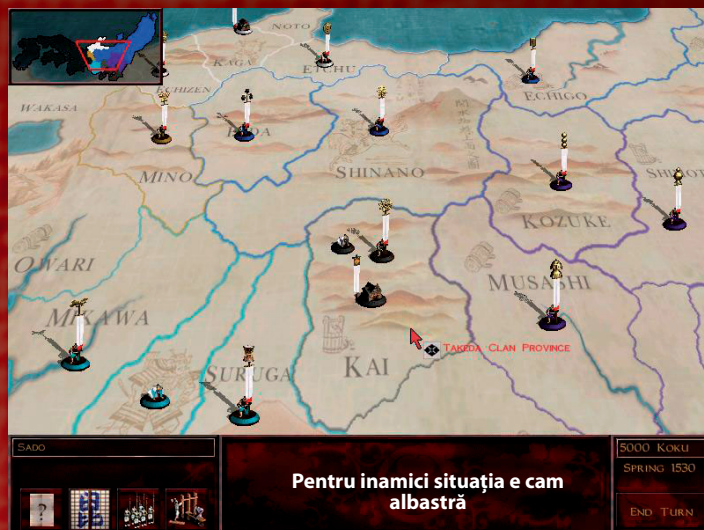 NOTO
KAGA
ETCHU
ECHIZEN
ECHIGO
WAKASA
HIDA
MINO
SHINANO
KOZUKE
OWARI
MUSASHI
MIKAWA
TAKEDA CLAN PROVINCE
KAI
SURUGA
SADO
Pentru inamici situația e cam
albastră
5000 KOKU
SPRING 1530
?
END TURN